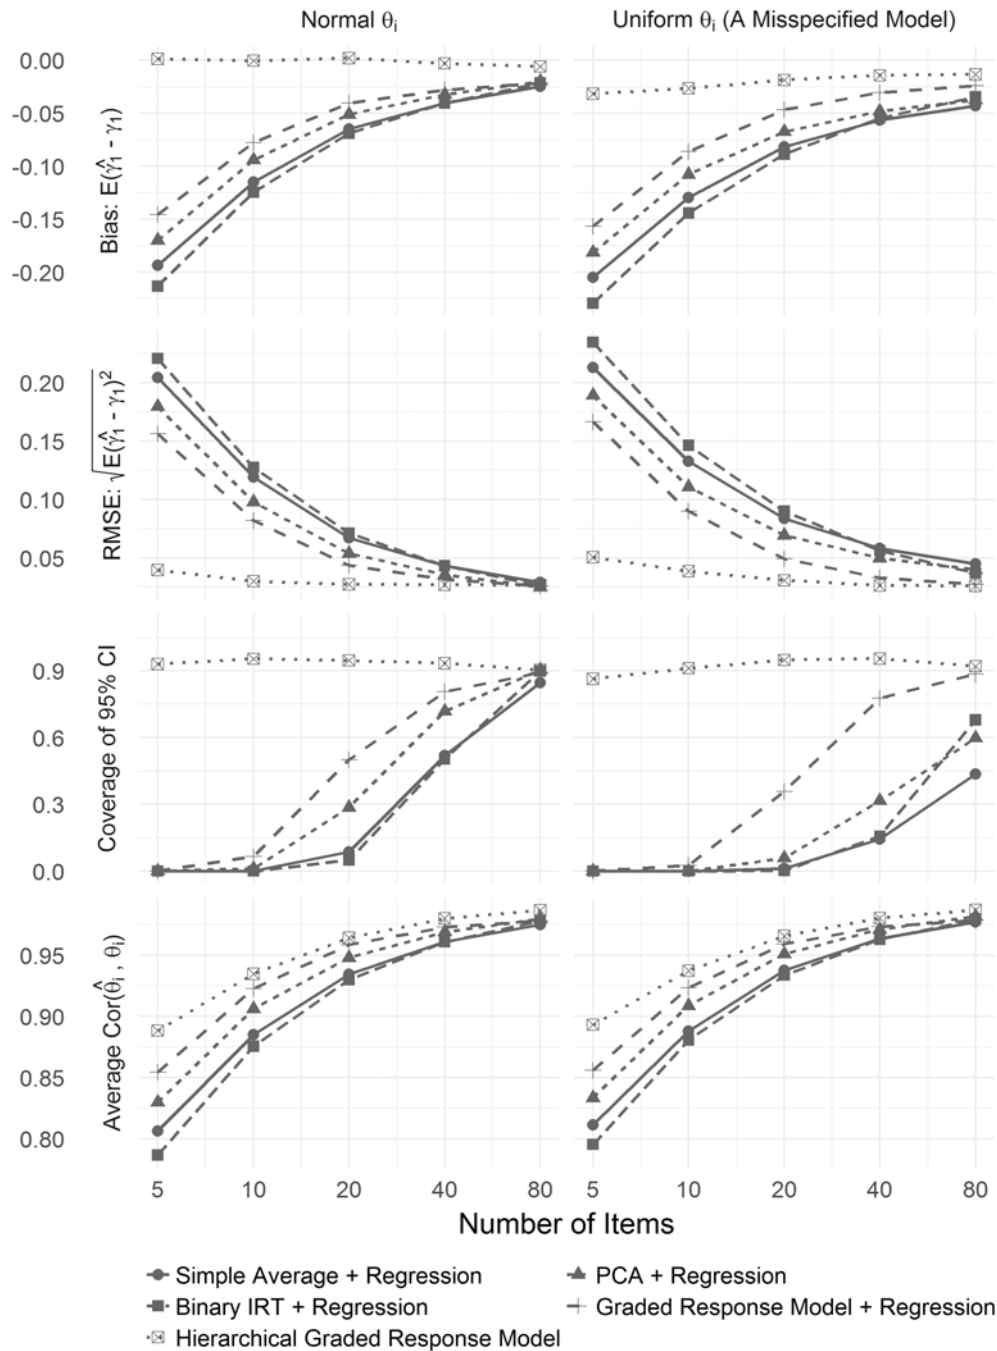 Normal θi
Uniform θi (A Misspecified Model)
Bias: E(γ̂1 - γ1)
0.00
-0.05
-0.10
-0.15
-0.20
RMSE: √E(γ̂1 - γ1)²
0.20
0.15
0.10
0.05
Coverage of 95% CI
0.9
0.6
0.3
0.0
Average Cor(θ̂i , θi)
0.95
0.90
0.85
0.80
5 10 20 40 80
5 10 20 40 80
Number of Items
Simple Average + Regression
PCA + Regression
Binary IRT + Regression
Graded Response Model + Regression
Hierarchical Graded Response Model